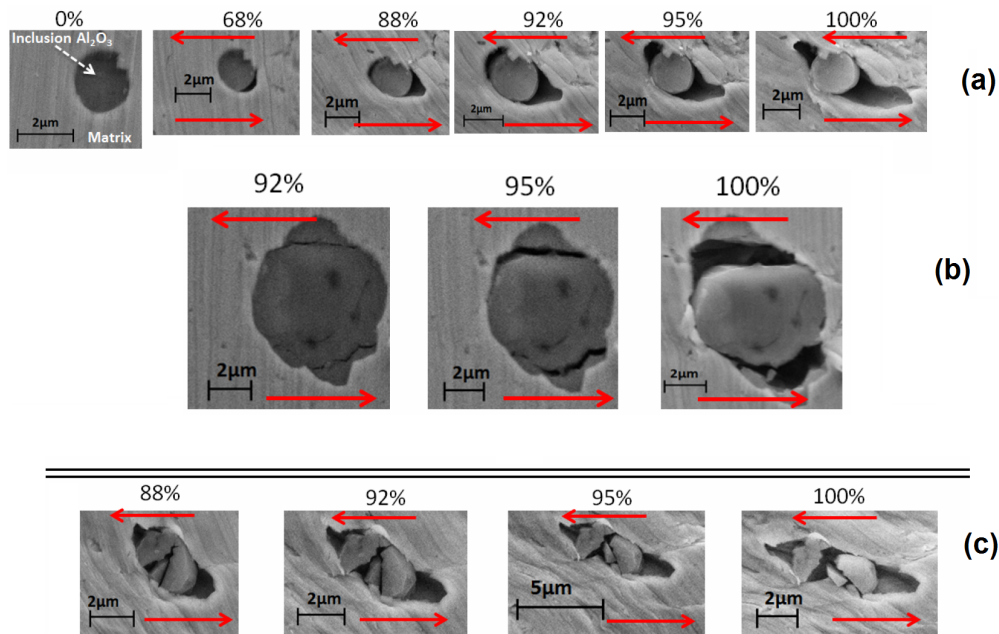 0% 68% 88% 92% 95% 100%
Inclusion Al₂O₃
2μm 2μm 2μm 2μm 2μm 2μm
Matrix
(a)
92% 95% 100%
2μm 2μm 2μm
(b)
88% 92% 95% 100%
2μm 2μm 5μm 2μm
(c)